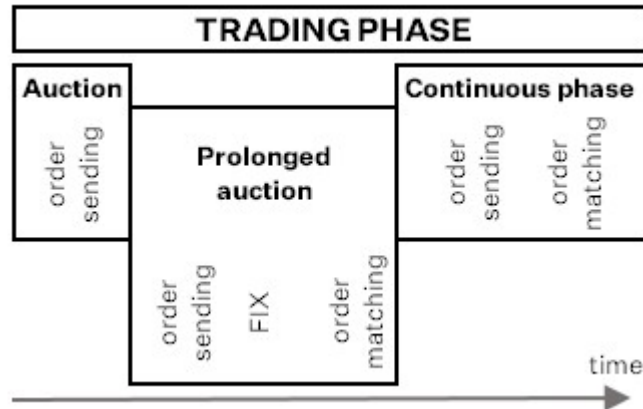 TRADING PHASE
Auction
order
sending
Prolonged
auction
order
sending
FIX
order
matching
Continuous phase
order
sending
order
matching
time